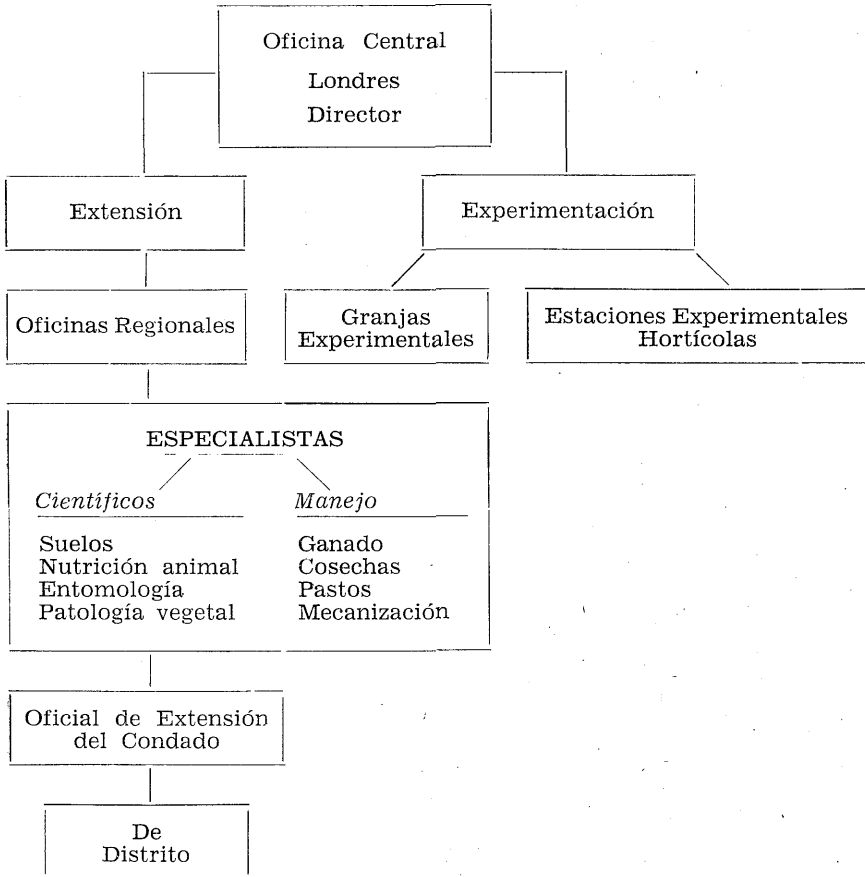 Oficina Central
Londres
Director
Extensión
Experimentación
Oficinas Regionales
Granjas
Experimentales
Estaciones Experimentales
Hortícolas
ESPECIALISTAS
Científicos
Suelos
Nutrición animal
Entomología
Patología vegetal
Manejo
Ganado
Cosechas
Pastos
Mecanización
Oficial de Extensión
del Condado
De
Distrito